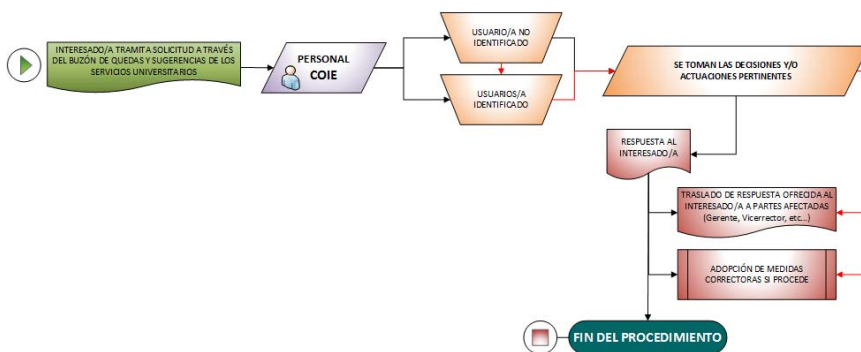 INTERESADO/A TRAMITA SOLICITUD A TRAVÉS
DEL BUZÓN DE QUEDAS Y SUGERENCIAS DE LOS
SERVICIOS UNIVERSITARIOS
PERSONAL
COIE
USUARIO/A NO
IDENTIFICADO
USUARIOS/A
IDENTIFICADO
SE TOMAN LAS DECISIONES Y/O
ACTUACIONES PERTINENTES
RESPUESTA AL
INTERESADO/A
TRASLADO DE RESPUESTA OFRECIDA AL
INTERESADO/A A PARTES AFECTADAS
(Gerente, Vicerrector, etc...)
ADOPCIÓN DE MEDIDAS
CORRECTORAS SI PROCEDE
FIN DEL PROCEDIMIENTO